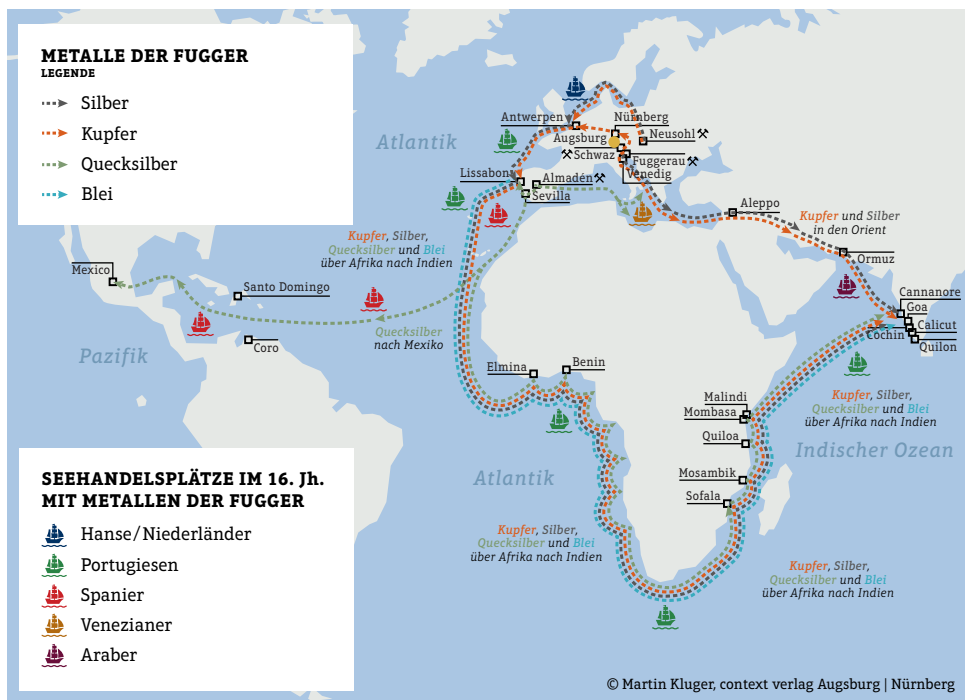 METALLE DER FUGGER
LEGENDE
Silber
Kupfer
Quecksilber
Blei
Atlantik
Antwerpen
Nürnberg
Augsburg
Neusohl
Schwaz
Fuggerau
Venedig
Lissabon
Almadén
Sevilla
Aleppo
Kupfer und Silber
in den Orient
Ormuz
Kupfer, Silber,
Quecksilber und Blei
über Afrika nach Indien
Mexico
Santo Domingo
Cannanore
Goa
Calicut
Cochin
Quilon
Quecksilber
nach Mexiko
Pazifik
Coro
Elmina
Benin
Malindi
Mombasa
Kupfer, Silber,
Quecksilber und Blei
über Afrika nach Indien
Quiloa
Indischer Ozean
Mosambik
Sofala
Atlantik
SEEHANDELSPLÄTZE IM 16. Jh.
MIT METALLEN DER FUGGER
Hanse/Niederländer
Portugiesen
Spanier
Venezianer
Araber
Kupfer, Silber,
Quecksilber und Blei
über Afrika nach Indien
Kupfer, Silber,
Quecksilber und Blei
über Afrika nach Indien
© Martin Kluger, context verlag Augsburg | Nürnberg